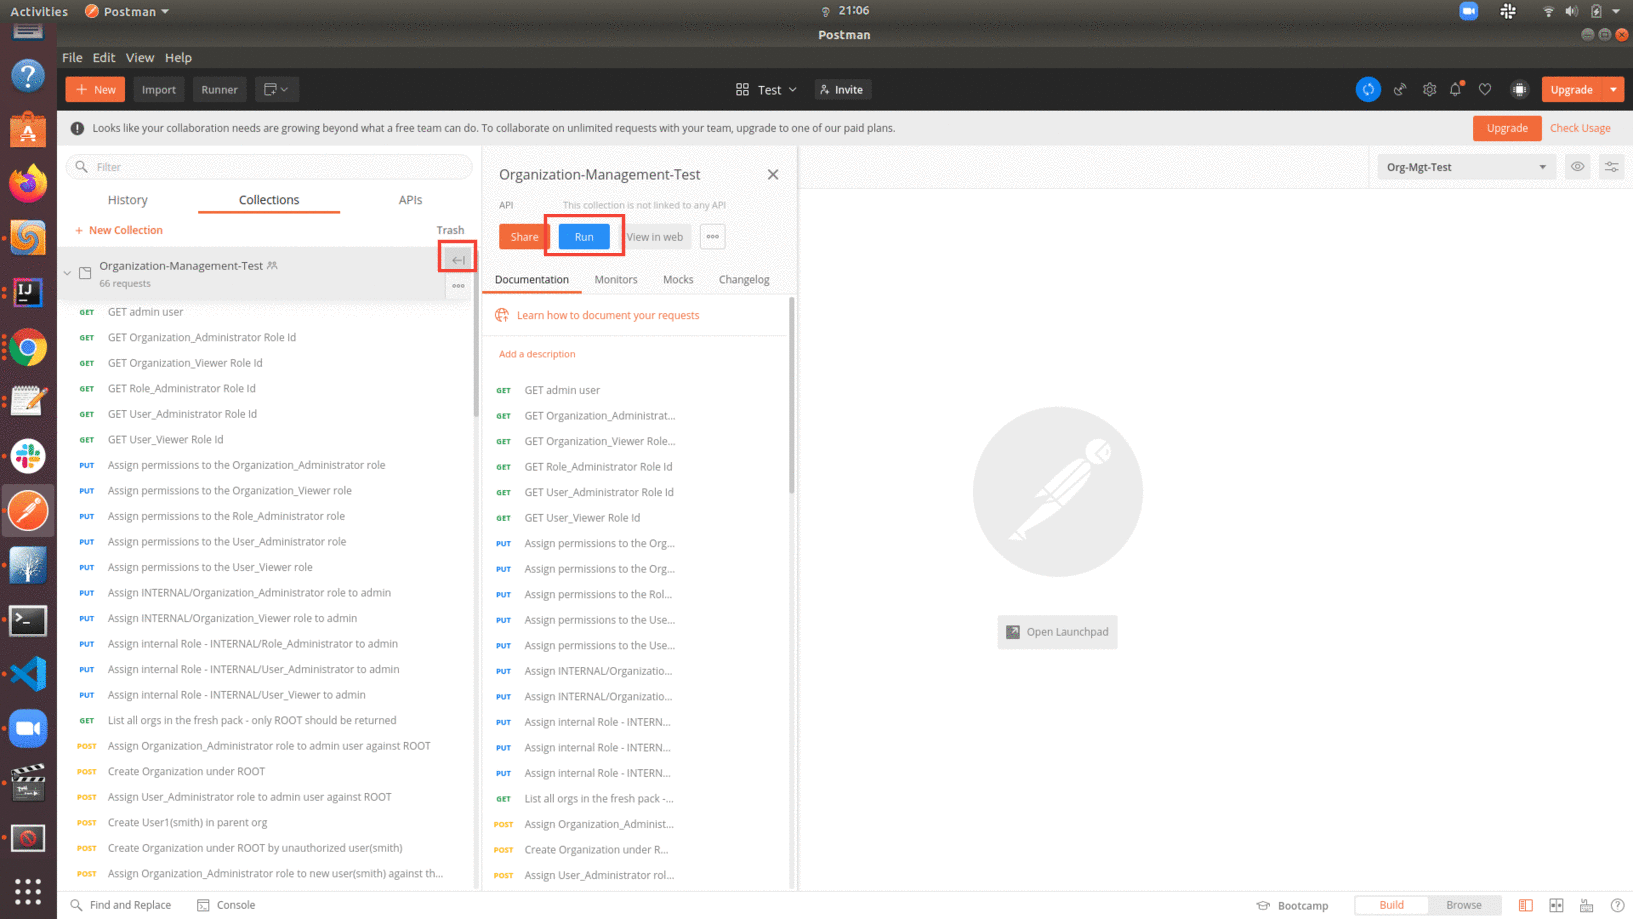 Activities
Postman
21:06
Postman
File Edit View Help
New
Import
Runner
Test
Invite
Upgrade
Looks like your collaboration needs are growing beyond what a free team can do. To collaborate on unlimited requests with your team, upgrade to one of our paid plans.
Upgrade
Check Usage
Filter
History
Collections
APIs
+ New Collection
Trash
Organization-Management-Test
66 requests
GET GET admin user
GET GET Organization_Administrator Role Id
GET GET Organization_Viewer Role Id
GET GET Role_Administrator Role Id
GET GET User_Administrator Role Id
GET GET User_Viewer Role Id
PUT Assign permissions to the Organization_Administrator role
PUT Assign permissions to the Organization_Viewer role
PUT Assign permissions to the Role_Administrator role
PUT Assign permissions to the User_Administrator role
PUT Assign permissions to the User_Viewer role
PUT Assign INTERNAL/Organization_Administrator role to admin
PUT Assign INTERNAL/Organization_Viewer role to admin
PUT Assign internal Role - INTERNAL/Role_Administrator to admin
PUT Assign internal Role - INTERNAL/User_Administrator to admin
PUT Assign internal Role - INTERNAL/User_Viewer to admin
GET List all orgs in the fresh pack - only ROOT should be returned
POST Assign Organization_Administrator role to admin user against ROOT
POST Create Organization under ROOT
POST Assign User_Administrator role to admin user against ROOT
POST Create User1(smith) in parent org
POST Create Organization under ROOT by unauthorized user(smith)
POST Assign Organization_Administrator role to new user(smith) against th...
Organization-Management-Test
API
This collection is not linked to any API
Share
Run
View in web
Documentation
Monitors
Mocks
Changelog
Learn how to document your requests
Add a description
GET GET admin user
GET GET Organization_Administrat...
GET GET Organization_Viewer Role...
GET GET Role_Administrator Role Id
GET GET User_Administrator Role Id
GET GET User_Viewer Role Id
PUT Assign permissions to the Org...
PUT Assign permissions to the Org...
PUT Assign permissions to the Rol...
PUT Assign permissions to the Use...
PUT Assign permissions to the Use...
PUT Assign INTERNAL/Organizatio...
PUT Assign INTERNAL/Organizatio...
PUT Assign internal Role - INTERN...
PUT Assign internal Role - INTERN...
PUT Assign internal Role - INTERN...
GET List all orgs in the fresh pack -...
POST Assign Organization_Administ...
POST Create Organization under R...
POST Assign User_Administrator rol...
Org-Mgt-Test
Open Launchpad
Find and Replace
Console
Bootcamp
Build
Browse